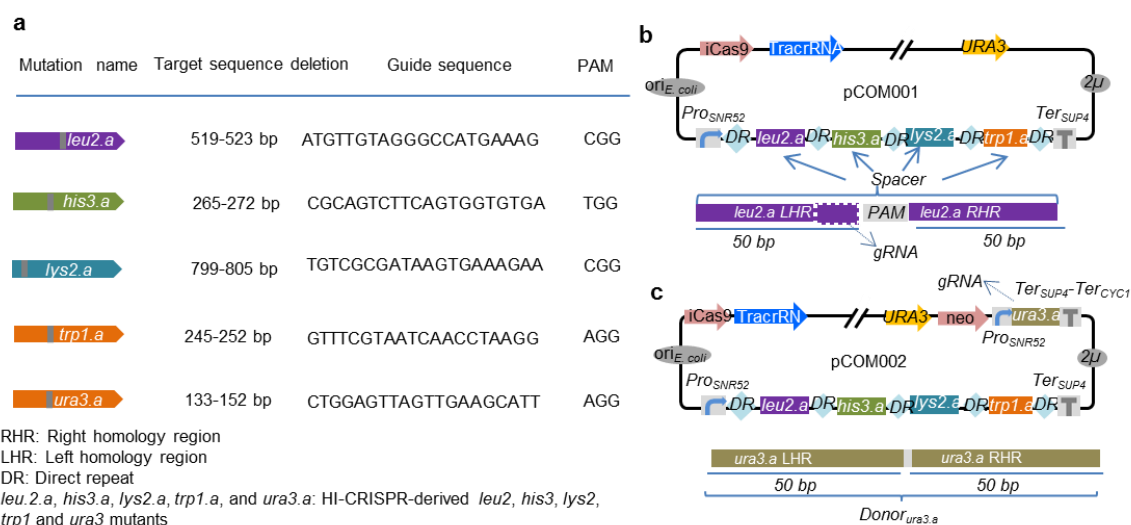 a
Mutation name Target sequence deletion Guide sequence PAM
leu2.a 519-523 bp ATGTTGTAGGGCCATGAAAG CGG
his3.a 265-272 bp CGCAGTCTTCAGTGGTGTGA TGG
lys2.a 799-805 bp TGTCGCGATAAGTGAAAGAA CGG
trp1.a 245-252 bp GTTTCGTAATCAACCTAAGG AGG
ura3.a 133-152 bp CTGGAGTTAGTTGAAGCATT AGG
RHR: Right homology region
LHR: Left homology region
DR: Direct repeat
leu.2.a, his3.a, lys2.a, trp1.a, and ura3.a: HI-CRISPR-derived leu2, his3, lys2,
trp1 and ura3 mutants
b
iCas9 TracrRNA URA3
ori E. coli pCOM001 2μ
Pro SNR52 Ter SUP4
DR leu2.a DR his3.a DR lys2.a DR trp1.a DR T
Spacer
leu2.a LHR PAM leu2.a RHR
50 bp 50 bp
gRNA
c
gRNA Ter SUP4-Ter CYC1
iCas9 TracrRN URA3 neo ura3.a T
Pro SNR52
ori E. coli pCOM002 2μ
Pro SNR52 Ter SUP4
DR leu2.a DR his3.a DR lys2.a DR trp1.a DR T
ura3.a LHR ura3.a RHR
50 bp 50 bp
Donor ura3.a